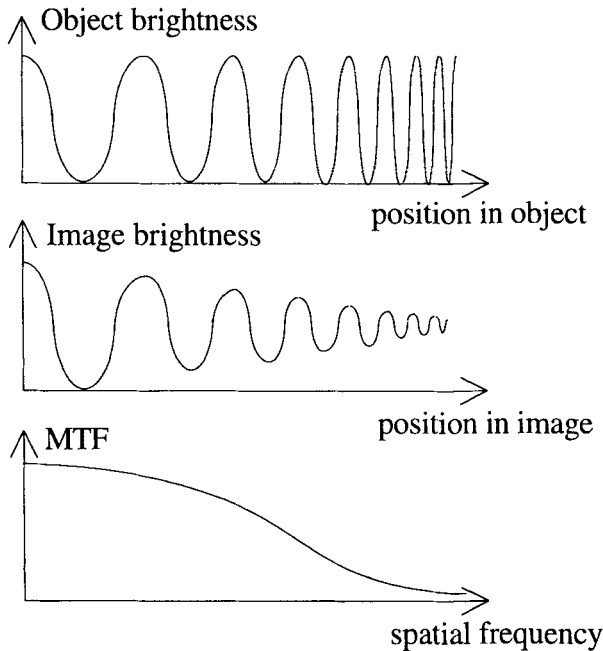 Object brightness
position in object
Image brightness
position in image
MTF
spatial frequency